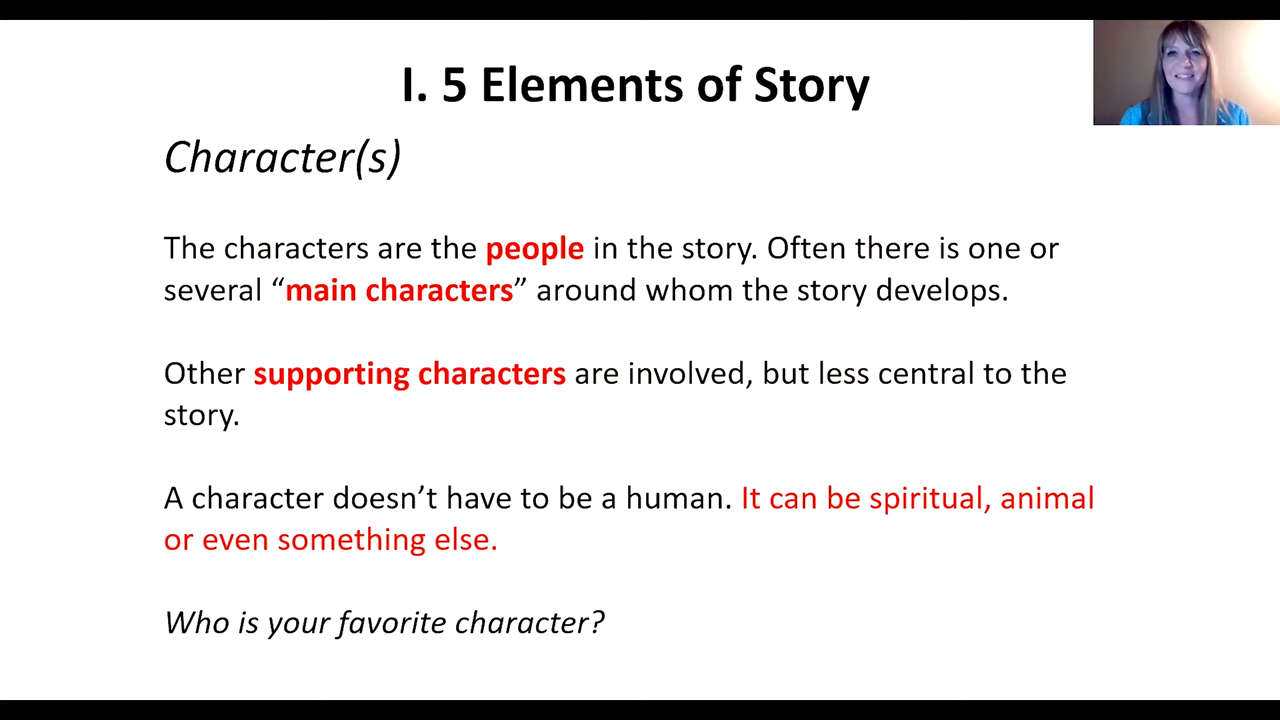 I. 5 Elements of Story
Character(s)
The characters are the people in the story. Often there is one or
several “main characters” around whom the story develops.
Other supporting characters are involved, but less central to the
story.
A character doesn’t have to be a human. It can be spiritual, animal
or even something else.
Who is your favorite character?